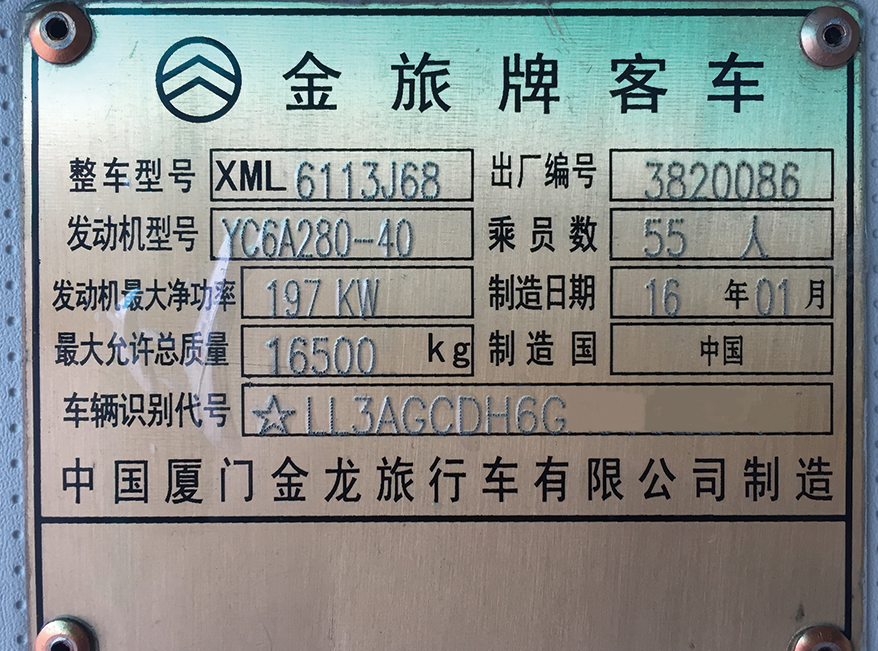 金旅牌客车
整车型号 XML 6113J68 出厂编号 3820086
发动机型号 YC6A280-40 乘员数 55 人
发动机最大净功率 197 KW 制造日期 16 年 01 月
最大允许总质量 16500 kg 制造国 中国
车辆识别代号 ☆LL3AGCDH6G
中国厦门金龙旅行车有限公司制造